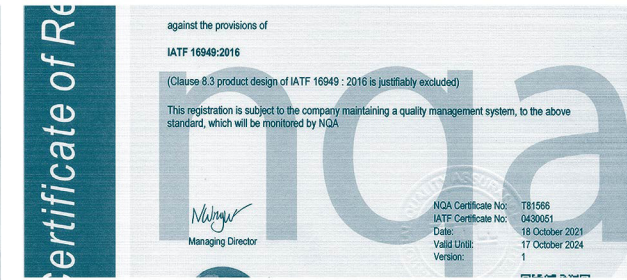 Certificate of Re
against the provisions of
IATF 16949:2016
(Clause 8.3 product design of IATF 16949 : 2016 is justifiably excluded)
This registration is subject to the company maintaining a quality management system, to the above
standard, which will be monitored by NQA
nqa
Managing Director
NQA Certificate No: T81566
IATF Certificate No: 0430051
Date: 18 October 2021
Valid Until: 17 October 2024
Version: 1